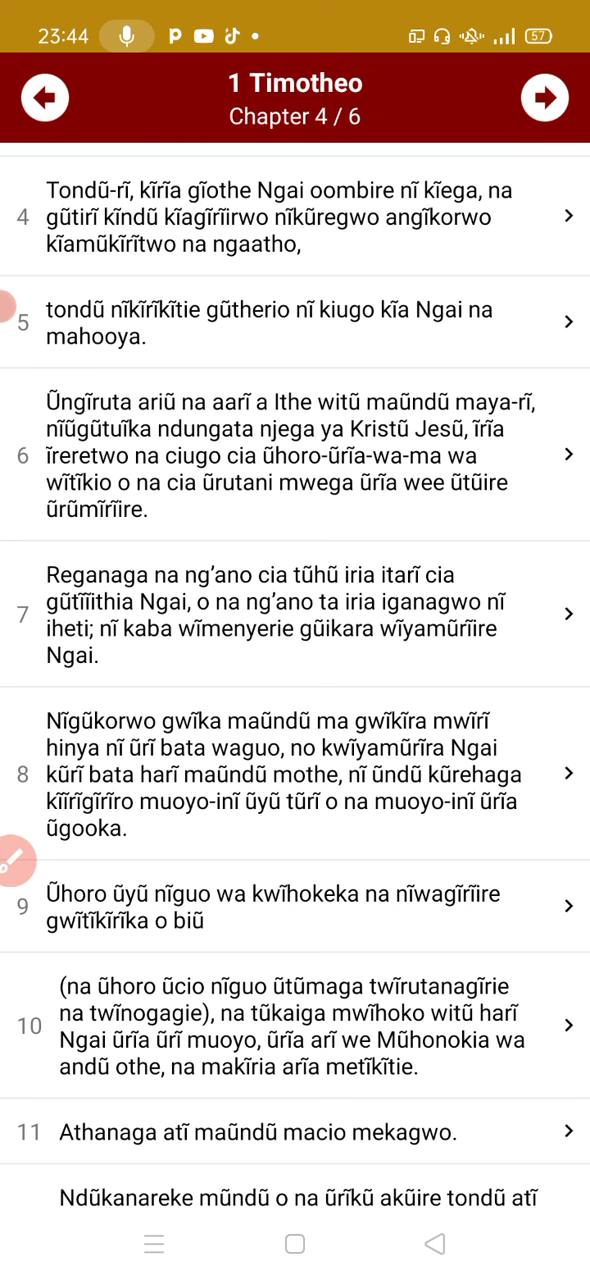 23:44
57
1 Timotheo
Chapter 4 / 6
Tondũ-rĩ, kĩrĩa gĩothe Ngai oombire nĩ kĩega, na
4 gũtirĩ kĩndũ kĩagĩrĩirwo nĩkũregwo angĩkorwo
kĩamũkĩrĩtwo na ngaatho,
5 tondũ nĩkĩrĩkĩtie gũtherio nĩ kiugo kĩa Ngai na
mahooya.
Ũngĩruta ariũ na aarĩ a Ithe witũ maũndũ maya-rĩ,
nĩũgũtuĩka ndungata njega ya Kristũ Jesũ, ĩrĩa
6 ĩreretwo na ciugo cia ũhoro-ũrĩa-wa-ma wa
wĩtĩkio o na cia ũrutani mwega ũrĩa wee ũtũire
ũrũmĩrĩire.
Reganaga na ng’ano cia tũhũ iria itarĩ cia
7 gũtĩĩithia Ngai, o na ng’ano ta iria iganagwo nĩ
iheti; nĩ kaba wĩmenyerie gũikara wĩyamũrĩire
Ngai.
Nĩgũkorwo gwĩka maũndũ ma gwĩkĩra mwĩrĩ
hinya nĩ ũrĩ bata waguo, no kwĩyamũrĩra Ngai
8 kũrĩ bata harĩ maũndũ mothe, nĩ ũndũ kũrehaga
kĩĩrĩgĩrĩro muoyo-inĩ ũyũ tũrĩ o na muoyo-inĩ ũrĩa
ũgooka.
9 Ũhoro ũyũ nĩguo wa kwĩhokeka na nĩwagĩrĩire
gwĩtĩkĩrĩka o biũ
(na ũhoro ũcio nĩguo ũtũmaga twĩrutanagĩrie
10 na twĩnogagie), na tũkaiga mwĩhoko witũ harĩ
Ngai ũrĩa ũrĩ muoyo, ũrĩa arĩ we Mũhonokia wa
andũ othe, na makĩria arĩa metĩkĩtie.
11 Athanaga atĩ maũndũ macio mekagwo.
Ndũkanareke mũndũ o na ũrĩkũ akũire tondũ atĩ